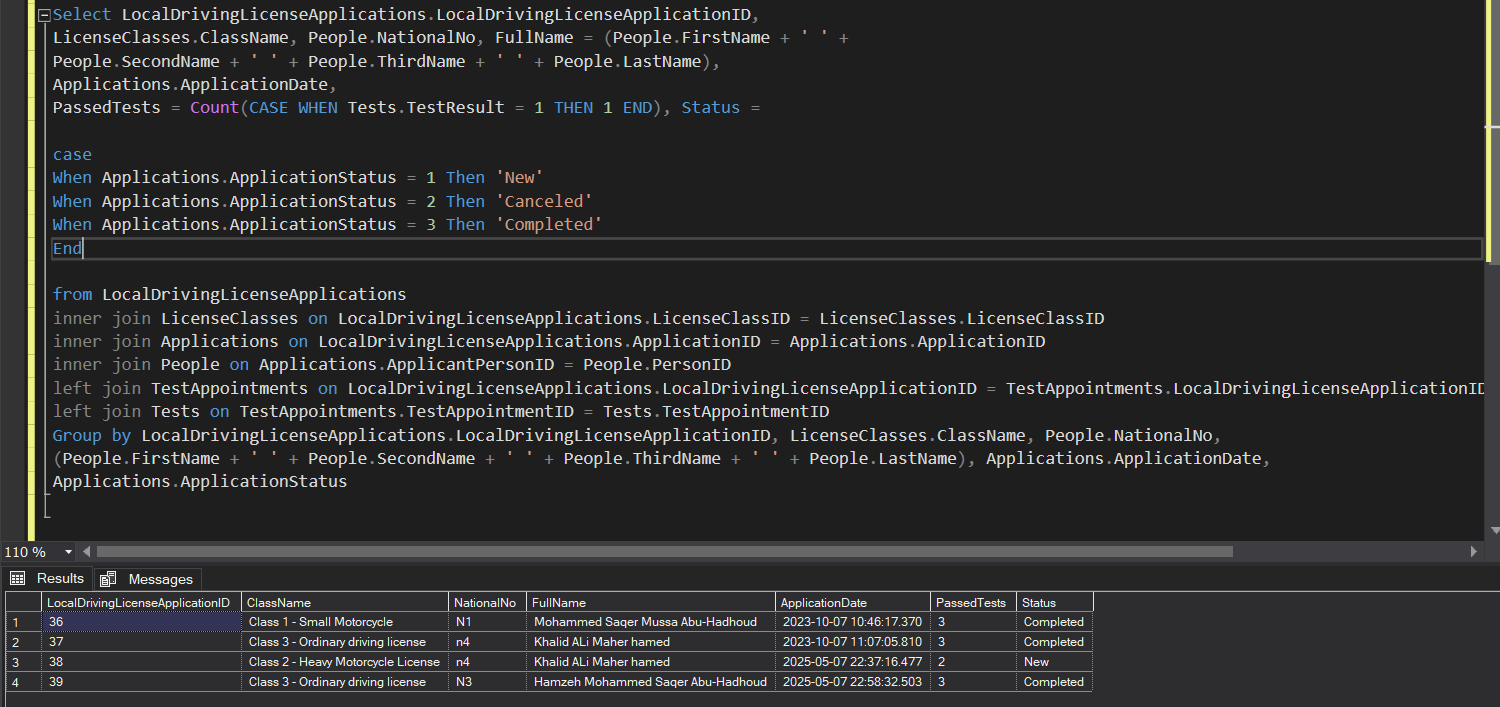 Select LocalDrivingLicenseApplications.LocalDrivingLicenseApplicationID,
LicenseClasses.ClassName, People.NationalNo, FullName = (People.FirstName + ' ' +
People.SecondName + ' ' + People.ThirdName + ' ' + People.LastName),
Applications.ApplicationDate,
PassedTests = Count(CASE WHEN Tests.TestResult = 1 THEN 1 END), Status =
case
When Applications.ApplicationStatus = 1 Then 'New'
When Applications.ApplicationStatus = 2 Then 'Canceled'
When Applications.ApplicationStatus = 3 Then 'Completed'
End
from LocalDrivingLicenseApplications
inner join LicenseClasses on LocalDrivingLicenseApplications.LicenseClassID = LicenseClasses.LicenseClassID
inner join Applications on LocalDrivingLicenseApplications.ApplicationID = Applications.ApplicationID
inner join People on Applications.ApplicantPersonID = People.PersonID
left join TestAppointments on LocalDrivingLicenseApplications.LocalDrivingLicenseApplicationID = TestAppointments.LocalDrivingLicenseApplicationID
left join Tests on TestAppointments.TestAppointmentID = Tests.TestAppointmentID
Group by LocalDrivingLicenseApplications.LocalDrivingLicenseApplicationID, LicenseClasses.ClassName, People.NationalNo,
(People.FirstName + ' ' + People.SecondName + ' ' + People.ThirdName + ' ' + People.LastName), Applications.ApplicationDate,
Applications.ApplicationStatus
110 %
Results Messages
LocalDrivingLicenseApplicationID ClassName NationalNo FullName ApplicationDate PassedTests Status
1 36 Class 1 - Small Motorcycle N1 Mohammed Saqer Mussa Abu-Hadhoud 2023-10-07 10:46:17.370 3 Completed
2 37 Class 3 - Ordinary driving license n4 Khalid ALi Maher hamed 2023-10-07 11:07:05.810 3 Completed
3 38 Class 2 - Heavy Motorcycle License n4 Khalid ALi Maher hamed 2025-05-07 22:37:16.477 2 New
4 39 Class 3 - Ordinary driving license N3 Hamzeh Mohammed Saqer Abu-Hadhoud 2025-05-07 22:58:32.503 3 Completed